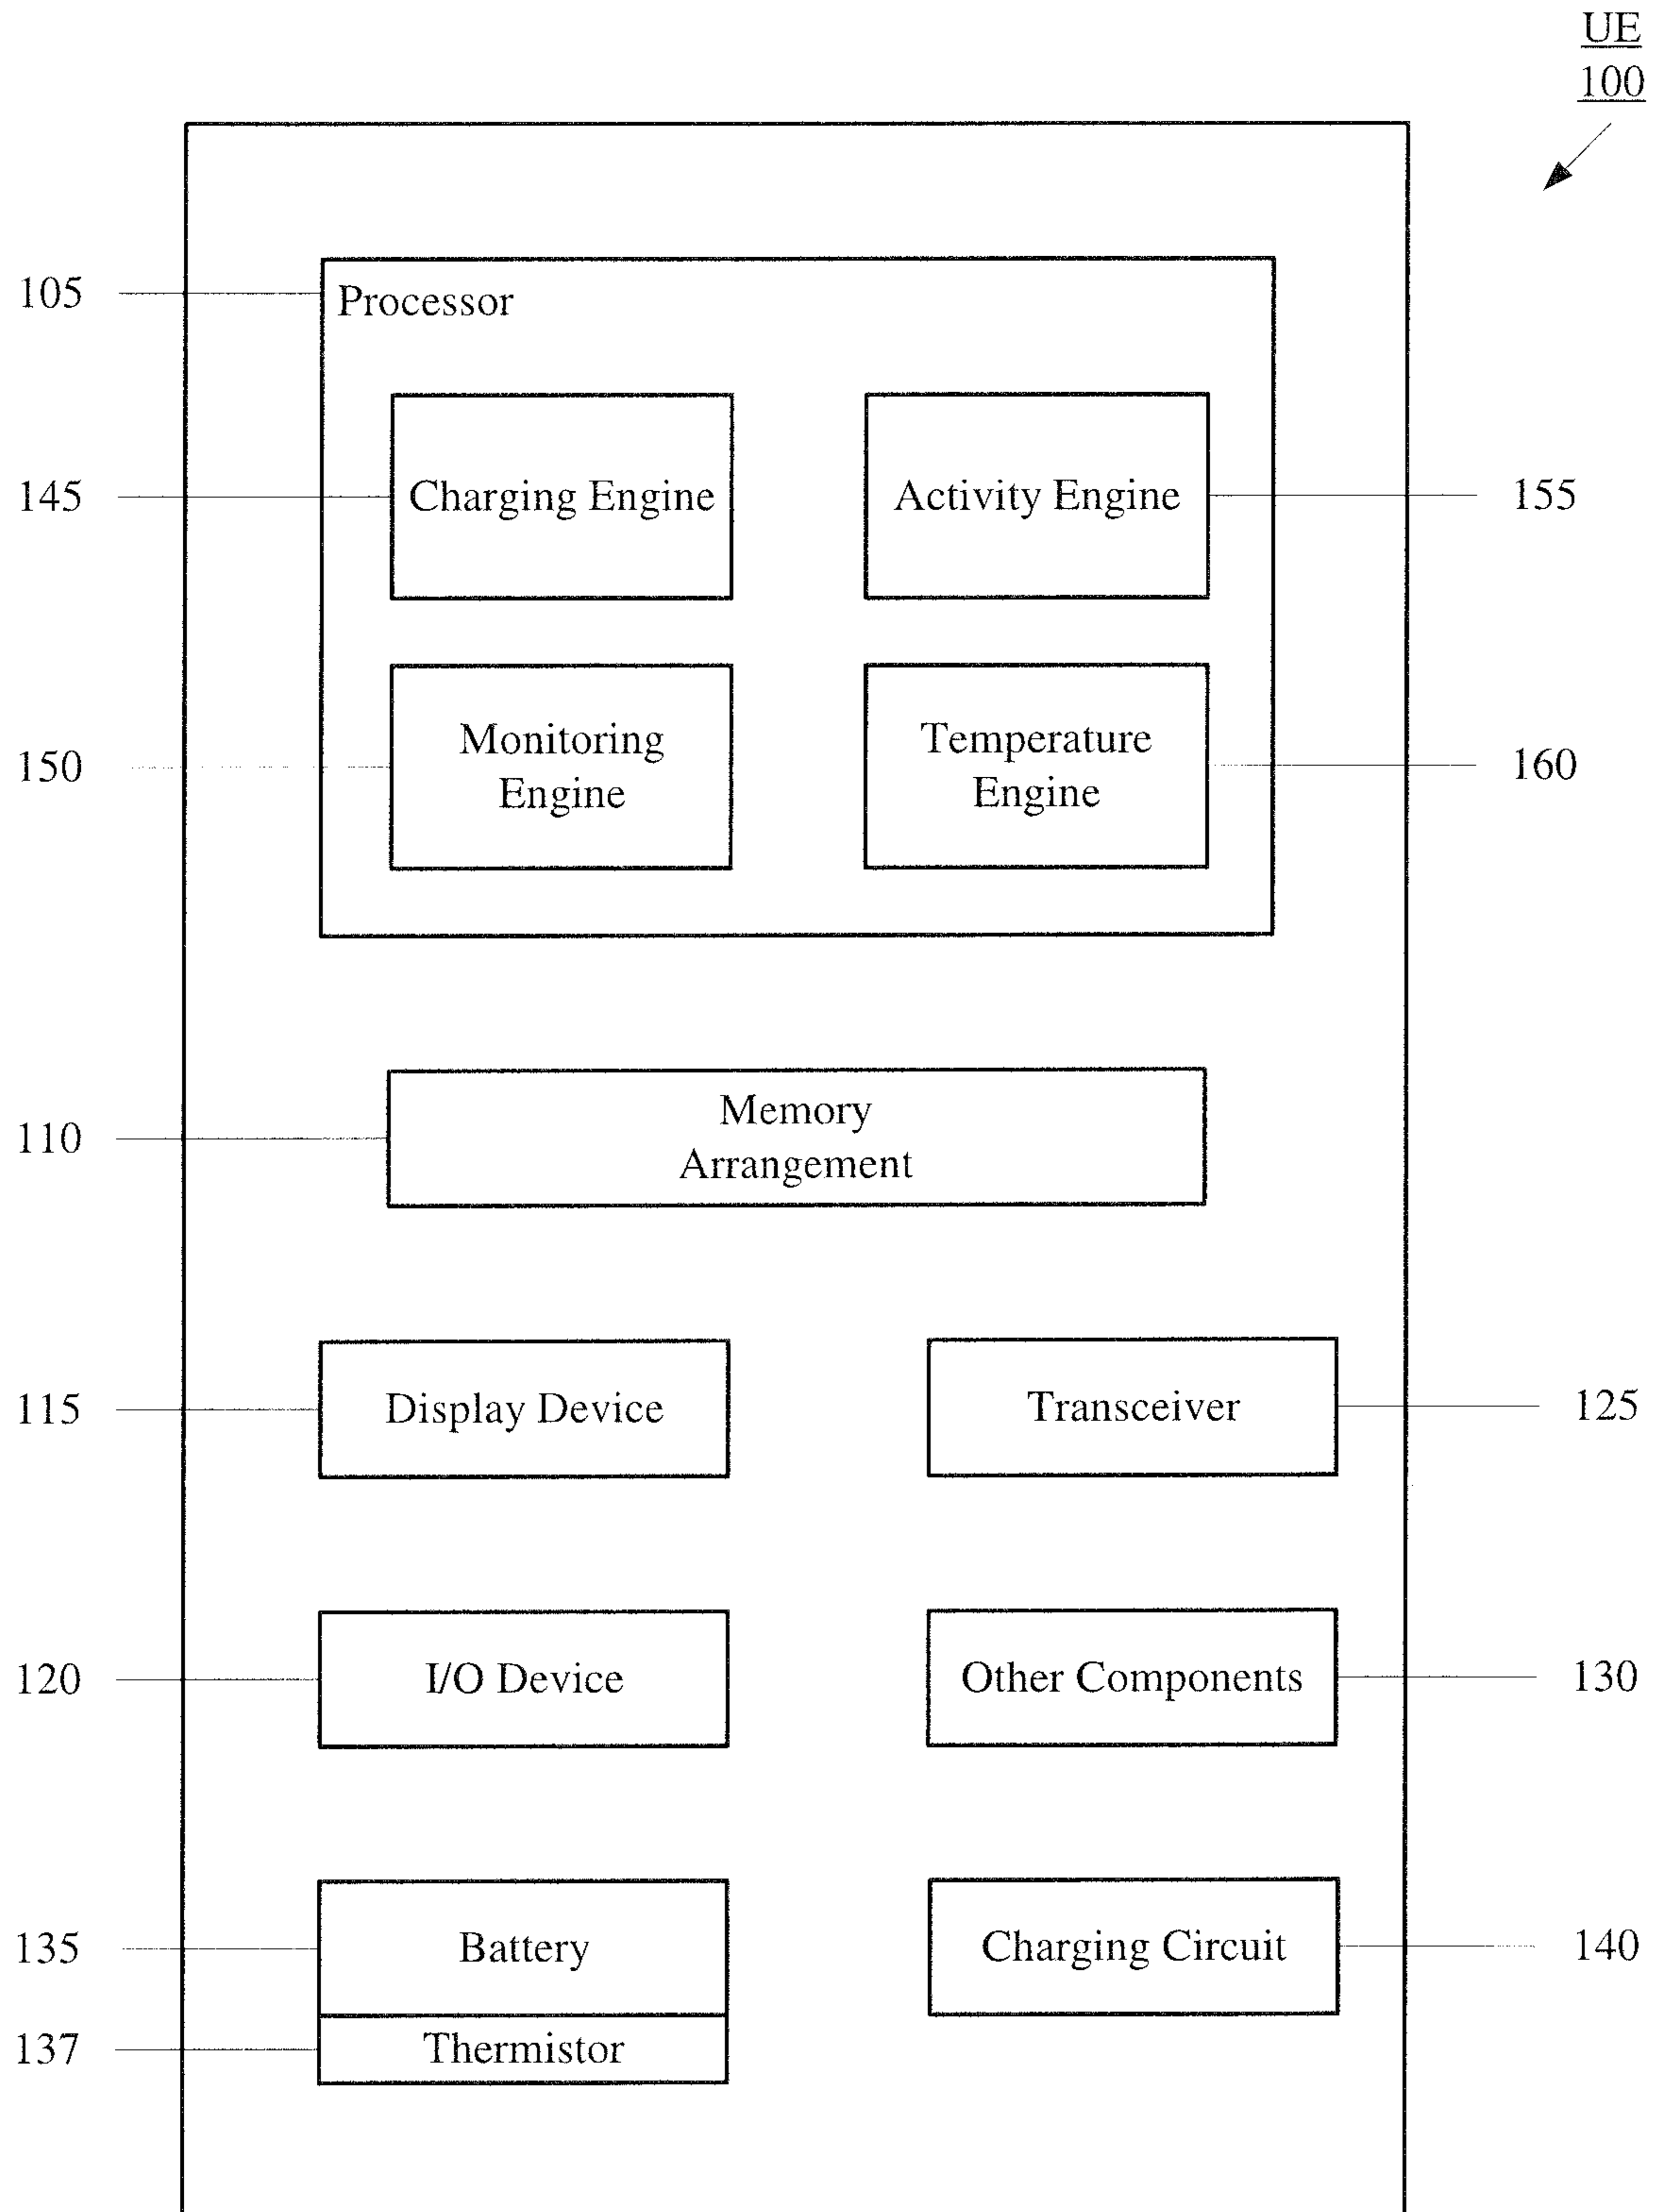 UE
100
105
Processor
145
Charging Engine
Activity Engine
155
150
Monitoring
Engine
Temperature
Engine
160
110
Memory
Arrangement
115
Display Device
Transceiver
125
120
I/O Device
Other Components
130
135
Battery
Charging Circuit
140
137
Thermistor